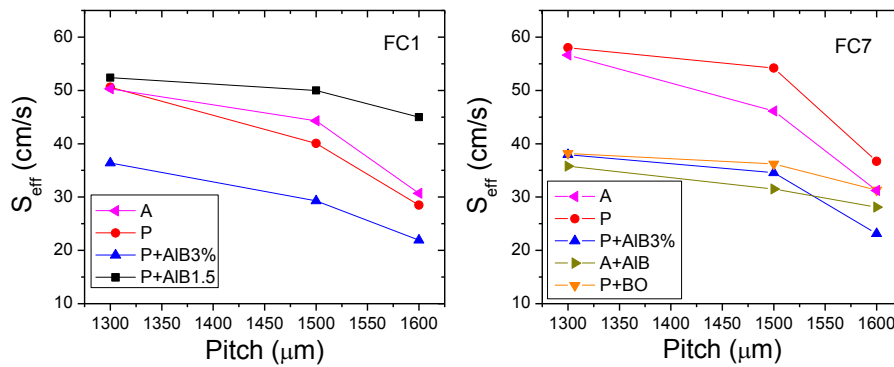 FC1
60
50
40
30
20
10
S_eff (cm/s)
A
P
P+AlB3%
P+AlB1.5
1300 1350 1400 1450 1500 1550 1600
Pitch (μm)
FC7
60
50
40
30
20
10
S_eff (cm/s)
A
P
P+AlB3%
A+AlB
P+BO
1300 1350 1400 1450 1500 1550 1600
Pitch (μm)